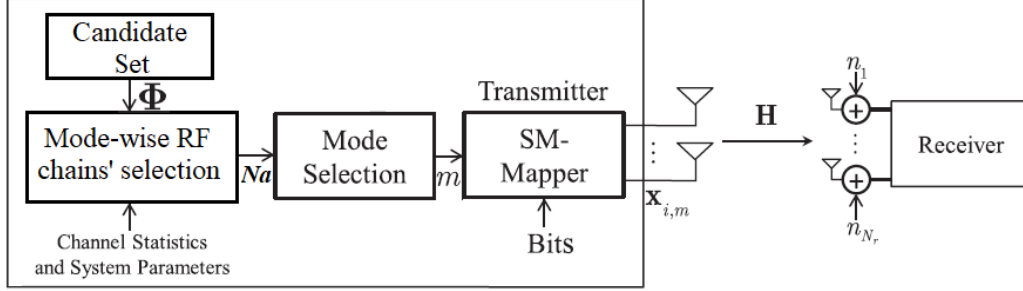 Candidate
Set
Φ
Mode-wise RF
chains' selection
Na
Channel Statistics
and System Parameters
Mode
Selection
m
Transmitter
SM-
Mapper
Bits
x_{i,m}
H
n_1
n_{N_r}
Receiver